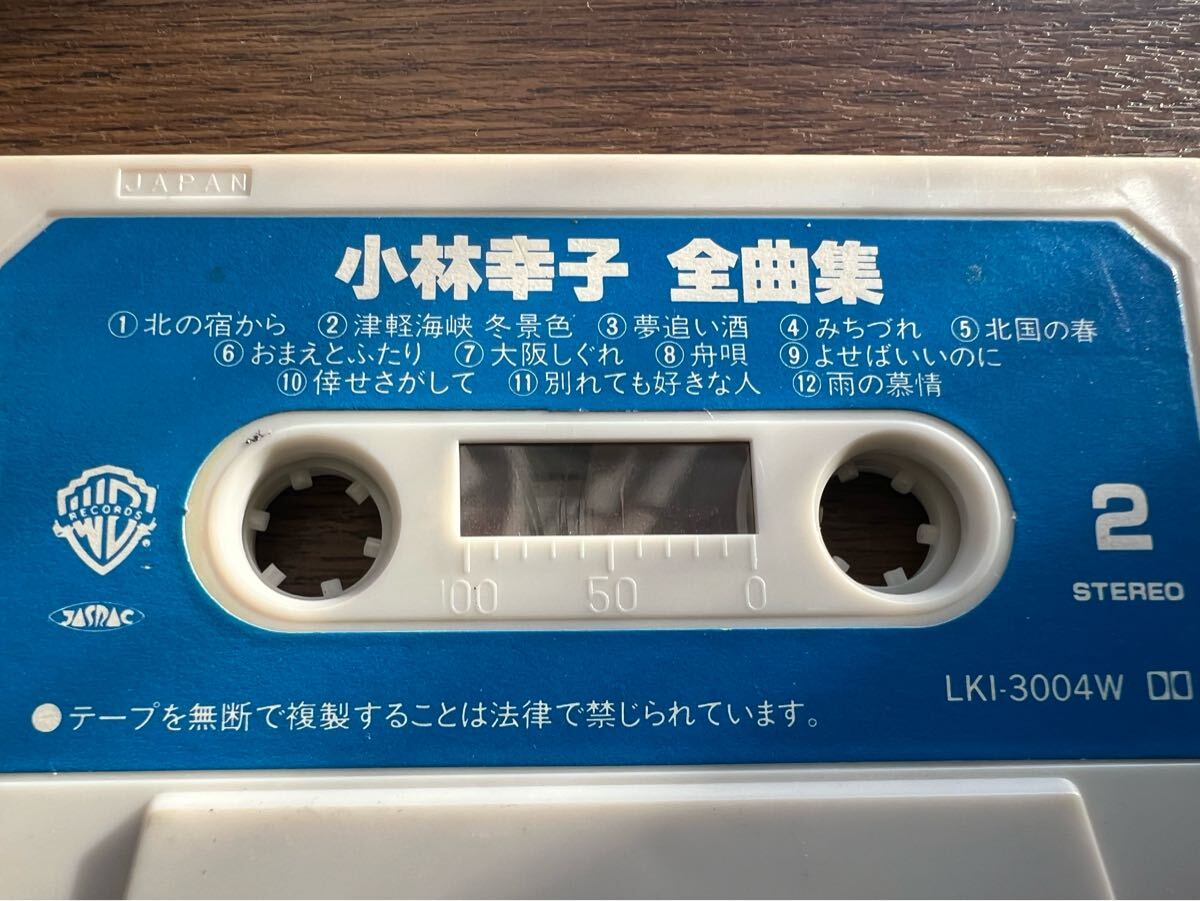 JAPAN
小林幸子 全曲集
①北の宿から ②津軽海峡 冬景色 ③夢追い酒 ④みちづれ ⑤北国の春
⑥おまえとふたり ⑦大阪しぐれ ⑧舟唄 ⑨よせばいいのに
⑩倖せさがして ⑪別れても好きな人 ⑫雨の慕情
RECORDS
®
JASRAC
100 50 0
2
STEREO
LKI-3004W
●テープを無断で複製することは法律で禁じられています。